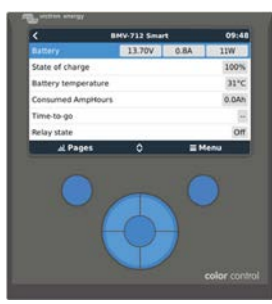 victron energy
BMV-712 Smart 09:48
Battery 13.70V 0.8A 11W
State of charge 100%
Battery temperature 31°C
Consumed AmpHours 0.0Ah
Time-to-go --
Relay state Off
Pages Menu
color control